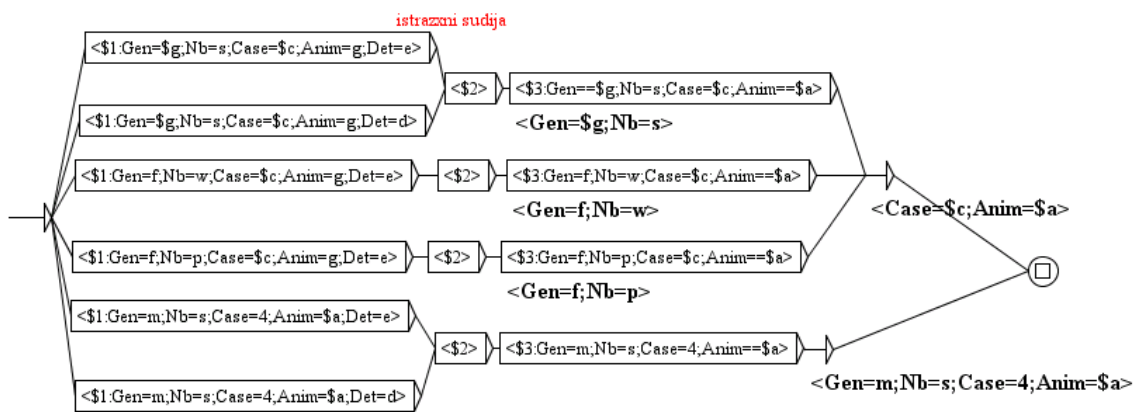 istrazxni sudija
<$1:Gen=$g;Nb=s;Case=$c;Anim=g;Det=e>
<$2> <$3:Gen==$g;Nb=s;Case=$c;Anim==$a>
<$1:Gen=$g;Nb=s;Case=$c;Anim=g;Det=d>
<Gen=$g;Nb=s>
<$1:Gen=f;Nb=w;Case=$c;Anim=g;Det=e> <$2> <$3:Gen=f;Nb=w;Case=$c;Anim==$a>
<Gen=f;Nb=w>
<Case=$c;Anim=$a>
<$1:Gen=f;Nb=p;Case=$c;Anim=g;Det=e> <$2> <$3:Gen=f;Nb=p;Case=$c;Anim==$a>
<Gen=f;Nb=p>
<$1:Gen=m;Nb=s;Case=4;Anim=$a;Det=e>
<$2> <$3:Gen=m;Nb=s;Case=4;Anim==$a>
<Gen=m;Nb=s;Case=4;Anim=$a>
<$1:Gen=m;Nb=s;Case=4;Anim=$a;Det=d>